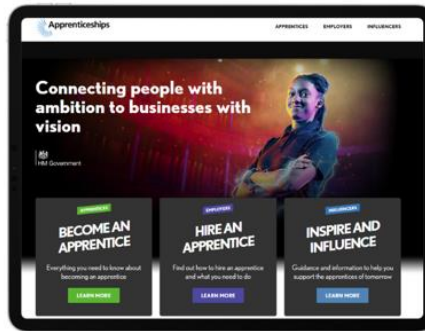 Apprenticeships
APPRENTICES EMPLOYERS INFLUENCERS
Connecting people with
ambition to businesses with
vision
HM Government
APPRENTICES
BECOME AN
APPRENTICE
Everything you need to know about
becoming an apprentice
LEARN MORE
EMPLOYERS
HIRE AN
APPRENTICE
Find out how to hire an apprentice
and what you need to do
LEARN MORE
INFLUENCERS
INSPIRE AND
INFLUENCE
Guidance and information to help you
support the apprentices of tomorrow
LEARN MORE